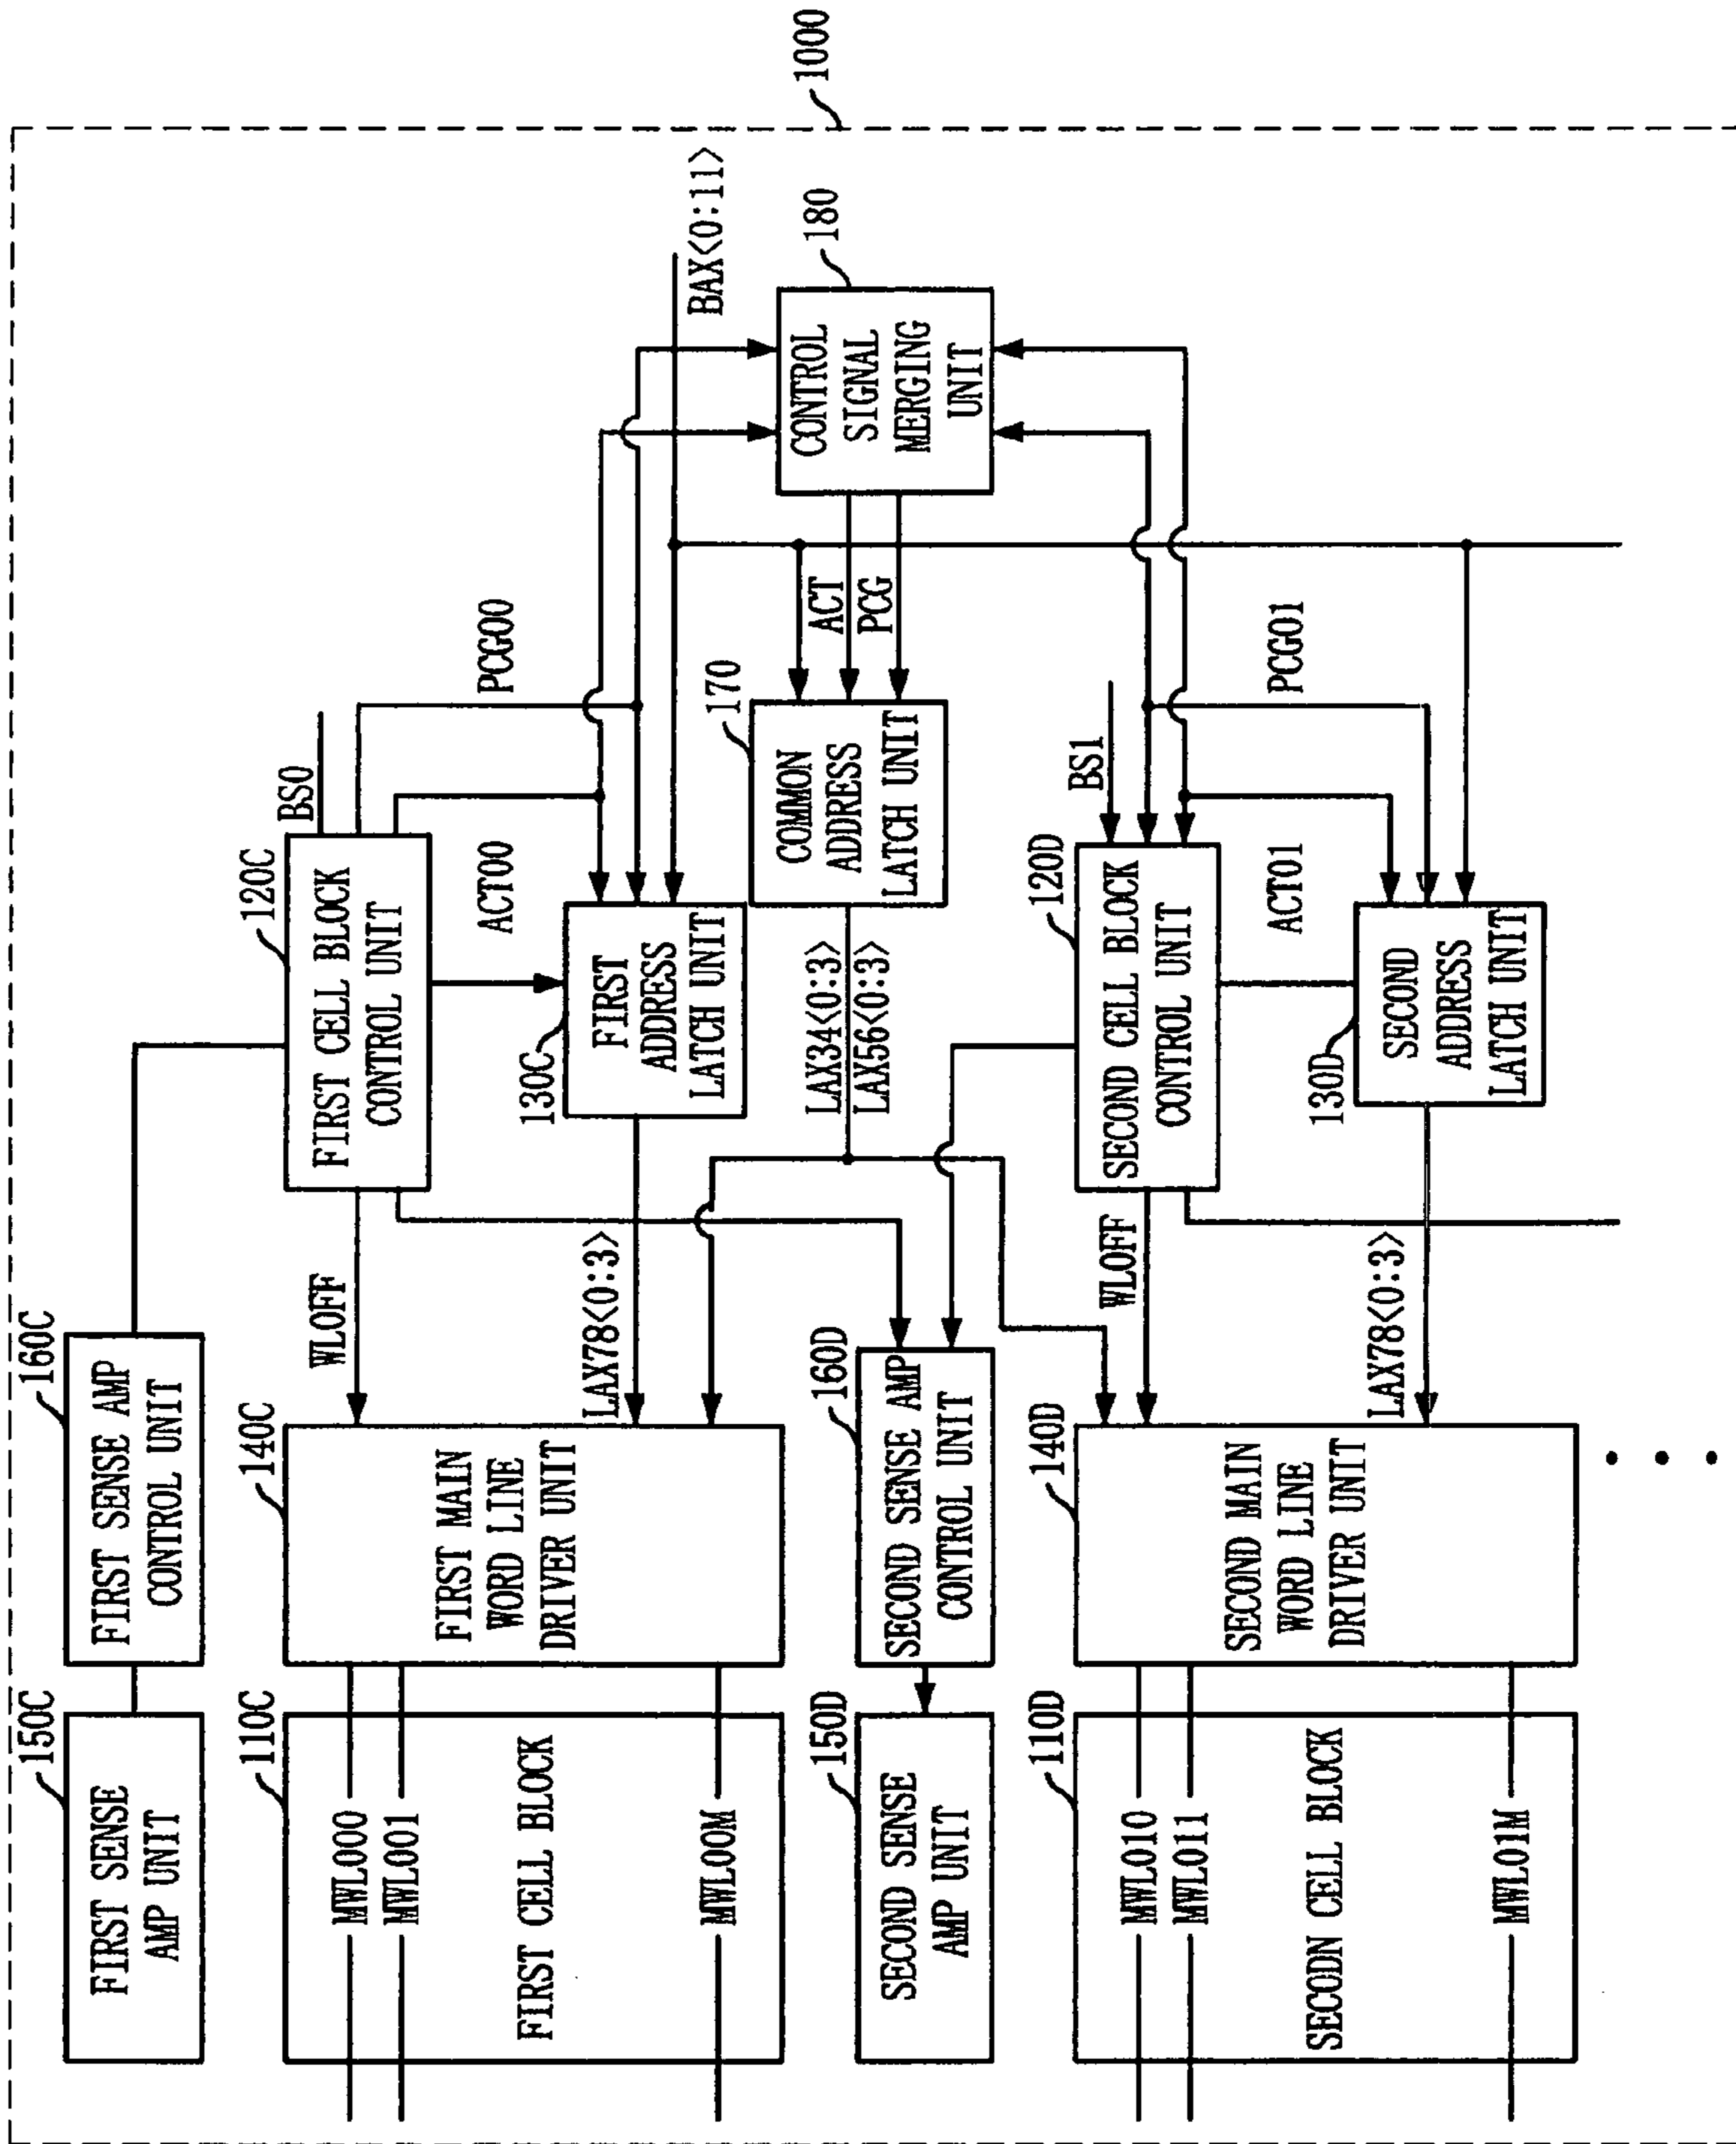 1000
150C
FIRST SENSE
AMP UNIT
160C
FIRST SENSE AMP
CONTROL UNIT
110C
MWL000
MWL001
FIRST CELL BLOCK
MWL00M
140C
FIRST MAIN
WORD LINE
DRIVER UNIT
WLOFF
LAX78<0:3>
120C
FIRST CELL BLOCK
CONTROL UNIT
BS0
PCG00
ACT00
130C
FIRST
ADDRESS
LATCH UNIT
BAX<0:11>
150D
SECOND SENSE
AMP UNIT
160D
SECOND SENSE AMP
CONTROL UNIT
LAX34<0:3>
LAX56<0:3>
170
COMMON
ADDRESS
LATCH UNIT
ACT
PCG
180
CONTROL
SIGNAL
MERGING
UNIT
110D
MWL010
MWL011
SECODN CELL BLOCK
MWL01M
140D
SECOND MAIN
WORD LINE
DRIVER UNIT
WLOFF
LAX78<0:3>
120D
SECOND CELL BLOCK
CONTROL UNIT
BS1
PCG01
ACT01
130D
SECOND
ADDRESS
LATCH UNIT